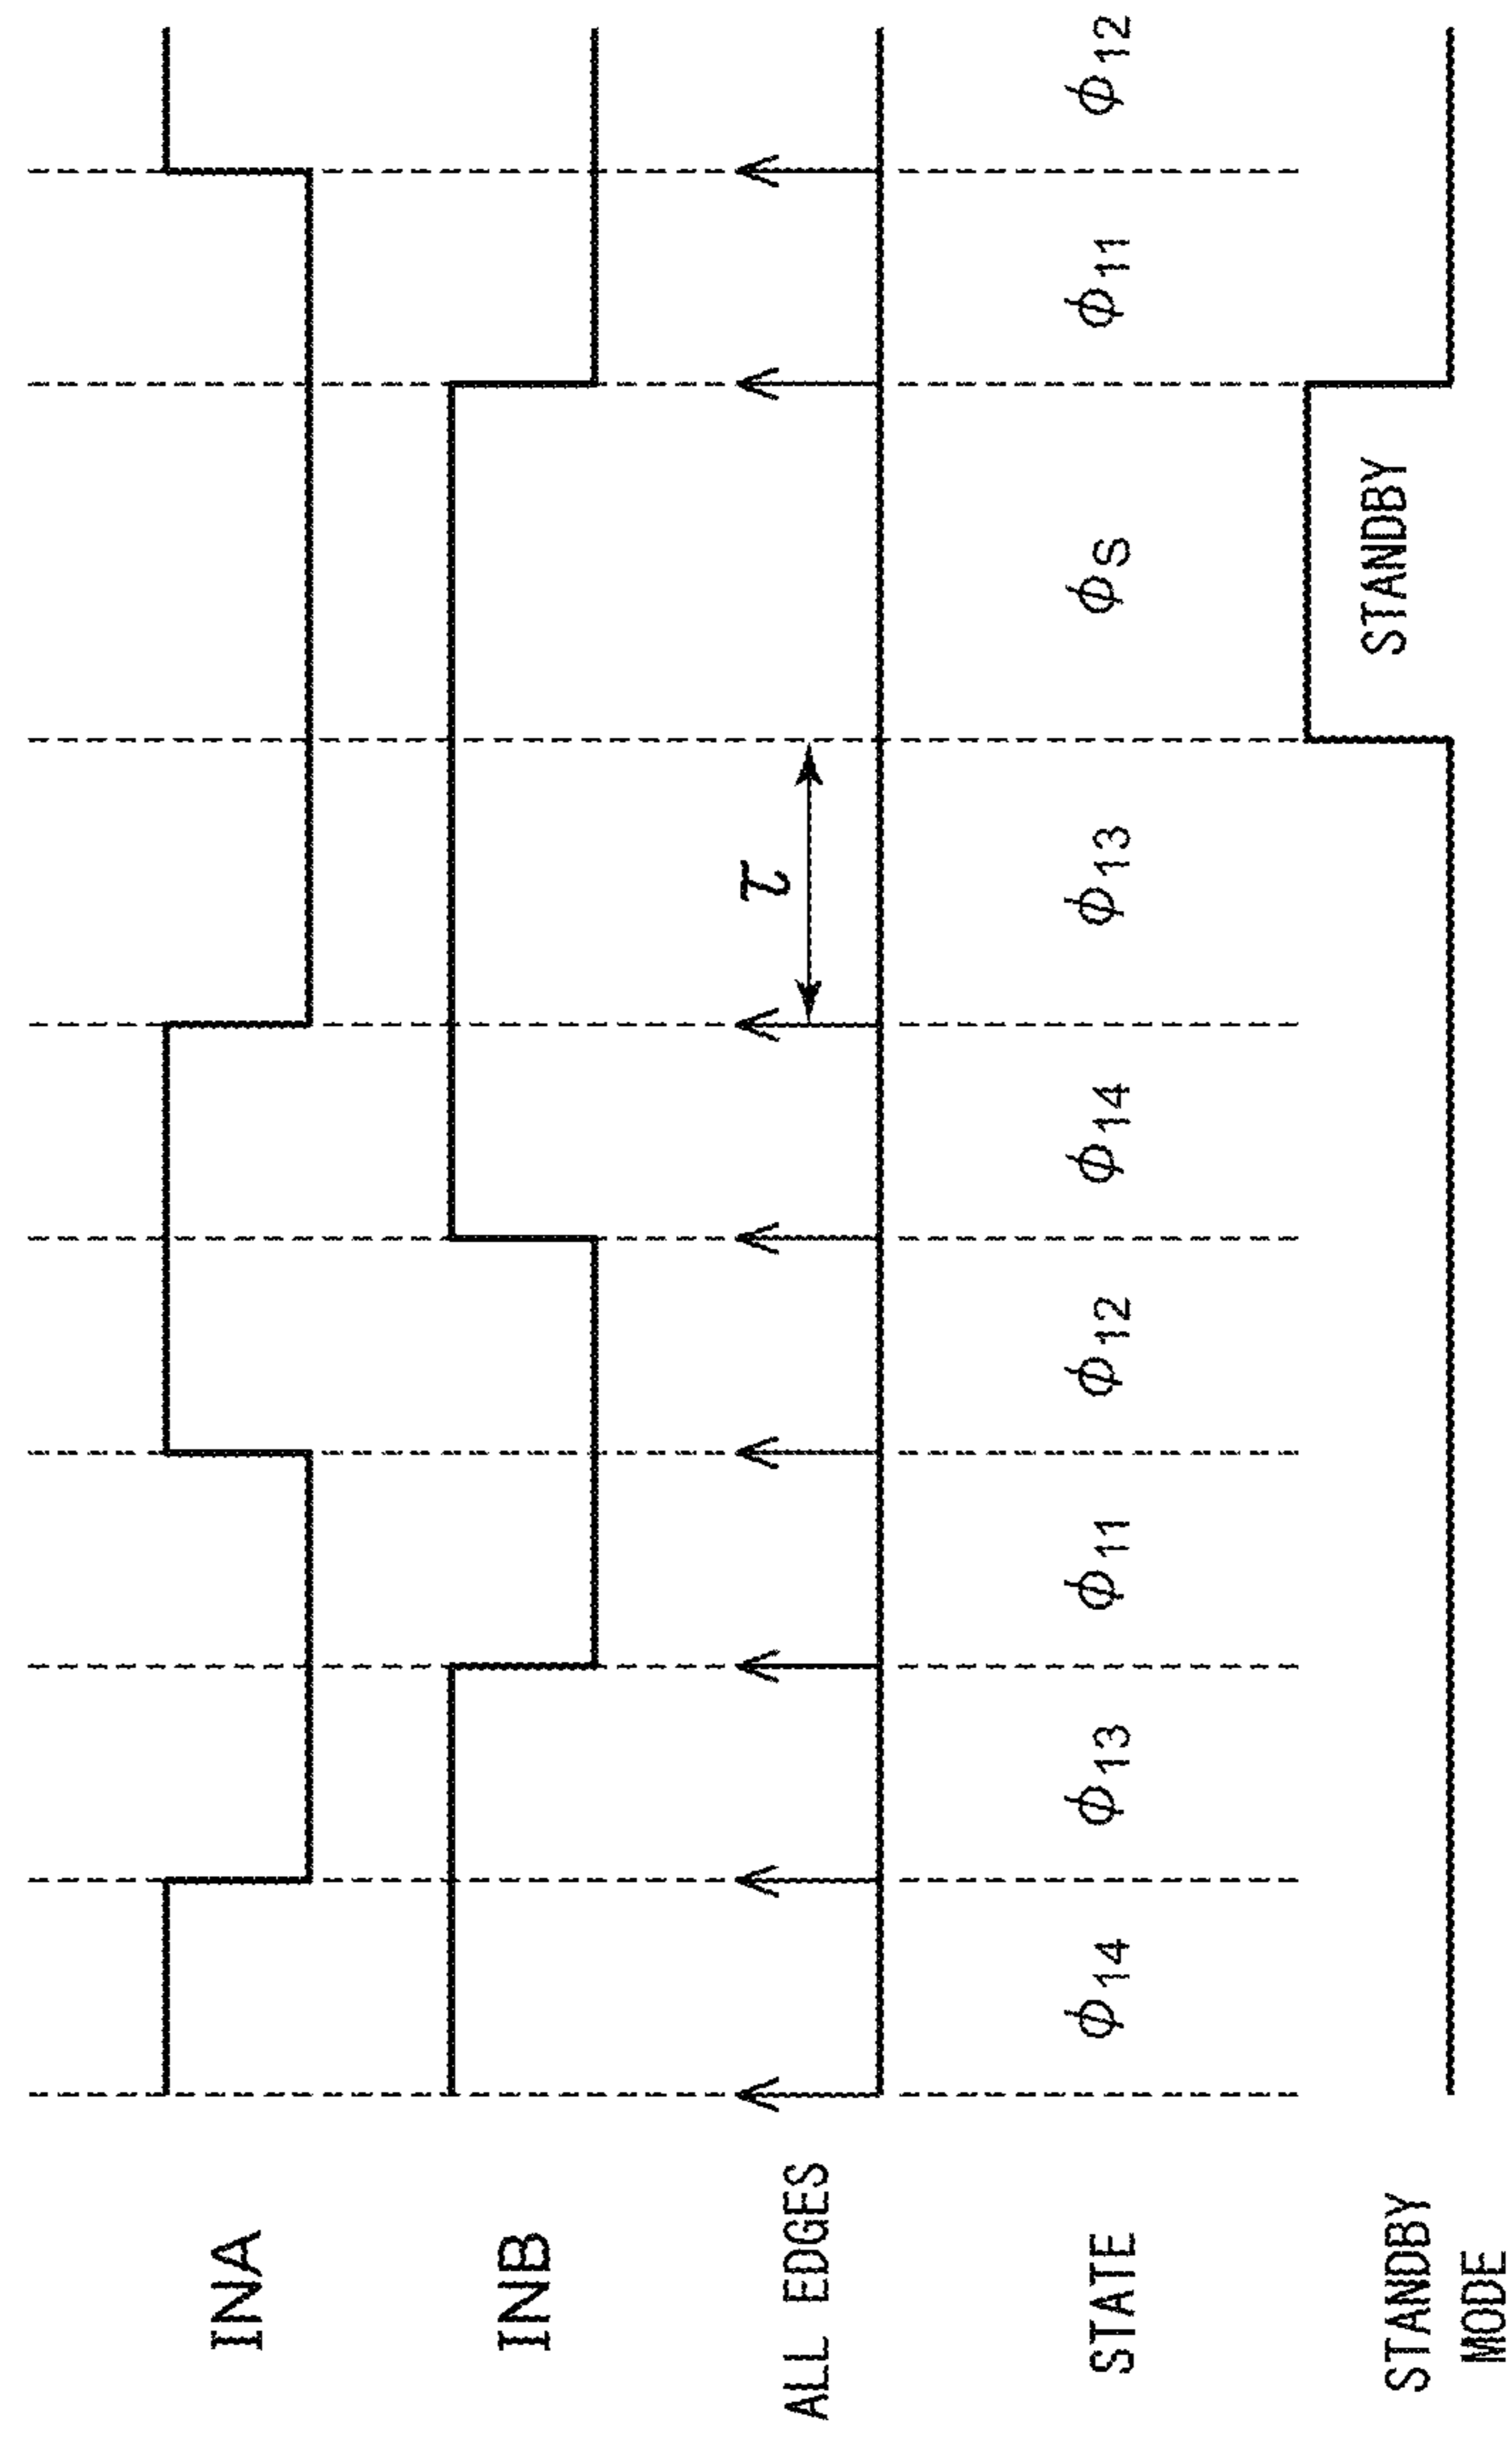 INA
INB
τ
ALL EDGES
STATE ϕ14 ϕ13 ϕ11 ϕ12 ϕ14 ϕ13 ϕS ϕ11 ϕ12
STANDBY
STANDBY
MODE